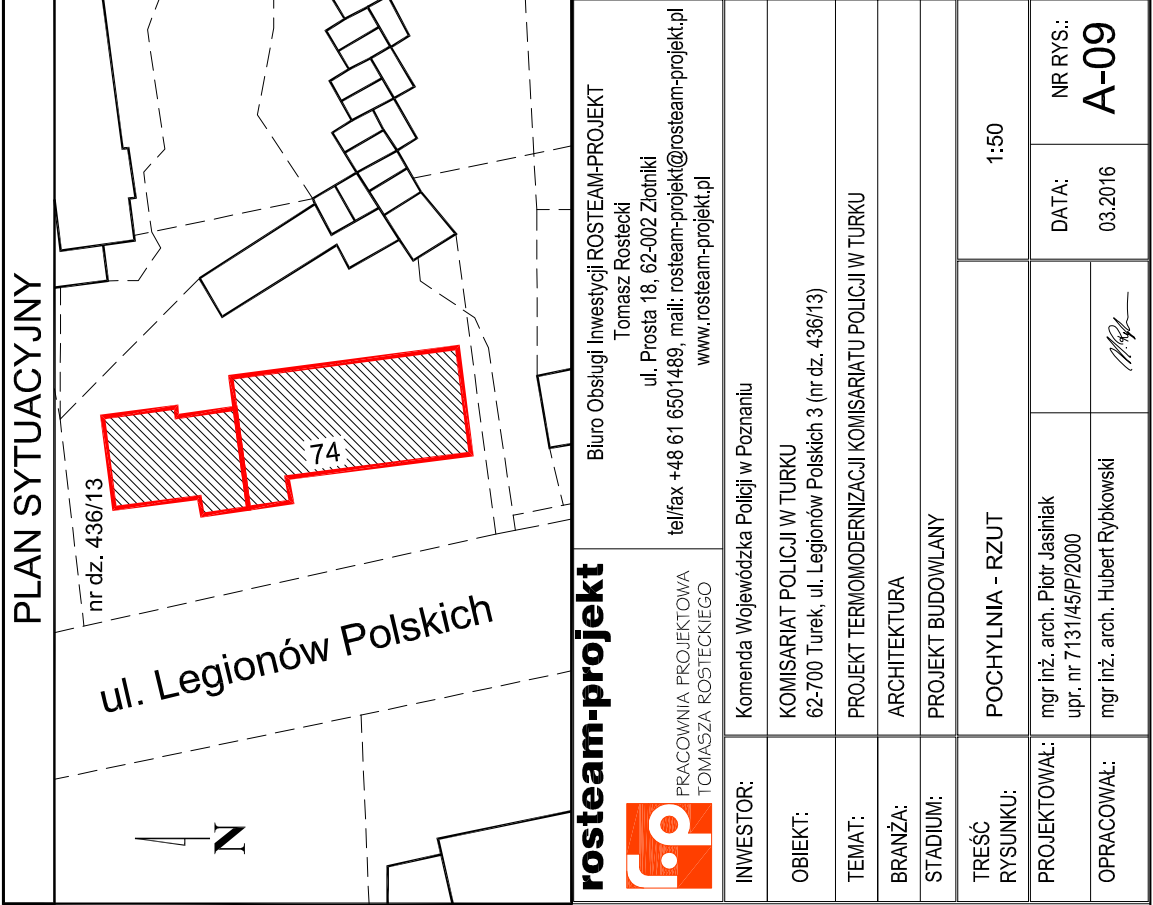 PLAN SYTUACYJNY
nr dz. 436/13
74
ul. Legionów Polskich
N
rosteam-projekt
r.p
PRACOWNIA PROJEKTOWA
TOMASZA ROSTECKIEGO
Biuro Obsługi Inwestycji ROSTEAM-PROJEKT
Tomasz Rostecki
ul. Prosta 18, 62-002 Złotniki
tel/fax +48 61 6501489, mail: rosteam-projekt@rosteam-projekt.pl
www.rosteam-projekt.pl
INWESTOR: Komenda Wojewódzka Policji w Poznaniu
OBIEKT: KOMISARIAT POLICJI W TURKU
62-700 Turek, ul. Legionów Polskich 3 (nr dz. 436/13)
TEMAT: PROJEKT TERMOMODERNIZACJI KOMISARIATU POLICJI W TURKU
BRANŻA: ARCHITEKTURA
STADIUM: PROJEKT BUDOWLANY
TREŚĆ
RYSUNKU:
POCHYLNIA - RZUT
1:50
PROJEKTOWAŁ: mgr inż. arch. Piotr Jasiniak
upr. nr 7131/45/P/2000
OPRACOWAŁ: mgr inż. arch. Hubert Rybkowski
DATA:
03.2016
NR RYS.:
A-09